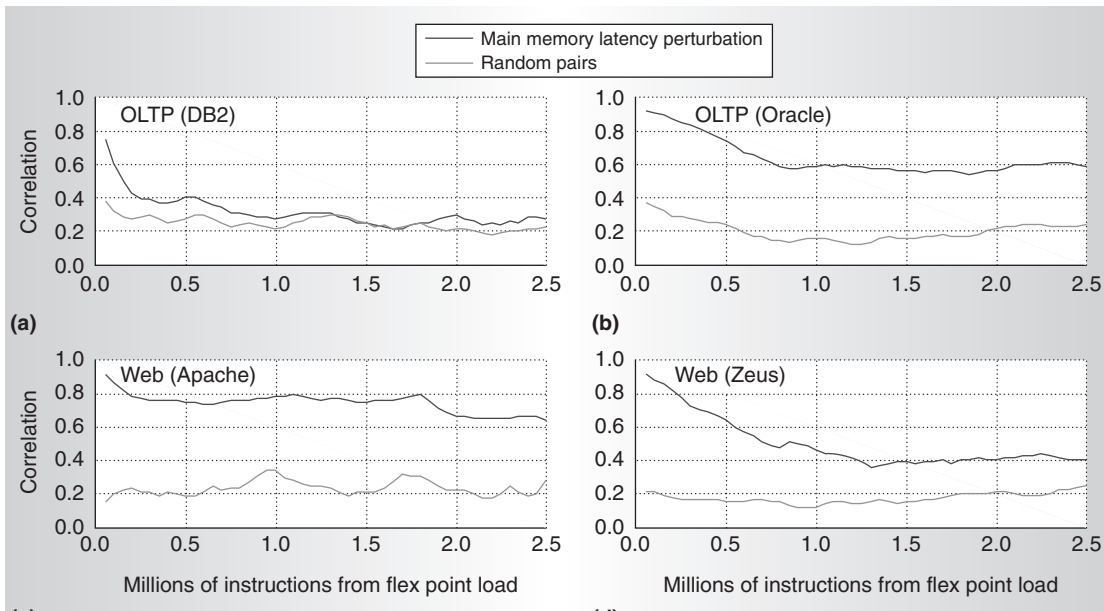 Main memory latency perturbation
Random pairs
OLTP (DB2)
Correlation
1.0
0.8
0.6
0.4
0.2
0.0
0.0 0.5 1.0 1.5 2.0 2.5
(a)
OLTP (Oracle)
1.0
0.8
0.6
0.4
0.2
0.0
0.0 0.5 1.0 1.5 2.0 2.5
(b)
Web (Apache)
Correlation
1.0
0.8
0.6
0.4
0.2
0.0
0.0 0.5 1.0 1.5 2.0 2.5
Millions of instructions from flex point load
Web (Zeus)
1.0
0.8
0.6
0.4
0.2
0.0
0.0 0.5 1.0 1.5 2.0 2.5
Millions of instructions from flex point load